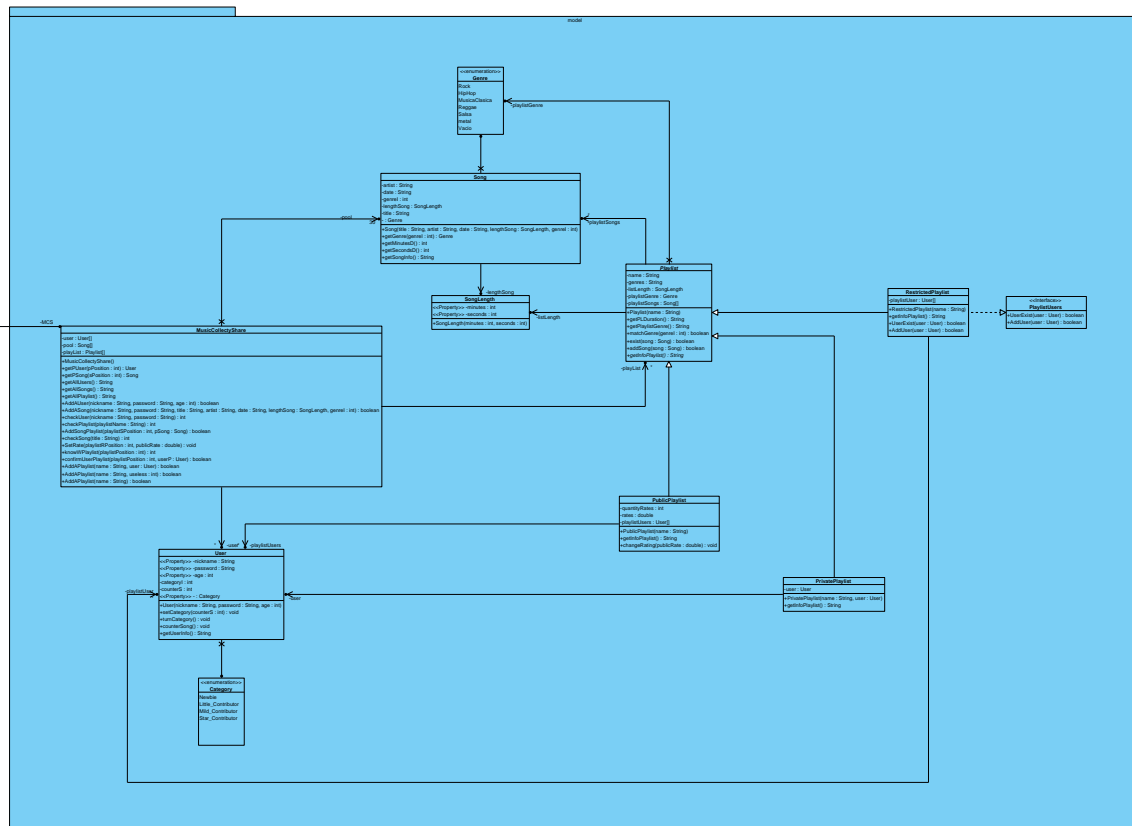 model
<<enumeration>>
Genre
Rock
HipHop
MusicaClasica
Reggae
Salsa
metal
Vacio
-playlistGenre
Song
-artist : String
-date : String
-genreI : int
-lengthSong : SongLength
-title : String
- : Genre
+Song(title : String, artist : String, date : String, lengthSong : SongLength, genreI : int)
+getGenre(genreI : int) : Genre
+getMinutesD() : int
+getSecondsD() : int
+getSongInfo() : String
-pool
-playlistSongs
-lengthSong
SongLength
<<Property>> -minutes : int
<<Property>> -seconds : int
+SongLength(minutes : int, seconds : int)
-listLength
Playlist
-name : String
-genres : String
-listLength : SongLength
-playlistGenre : Genre
-playlistSongs : Song[]
+Playlist(name : String)
+getPLDuration() : String
+getPlaylistGenre() : String
+matchGenre(genreI : int) : boolean
+exist(song : Song) : boolean
+addSong(song : Song) : boolean
+getInfoPlaylist() : String
-playList
*
RestrictedPlaylist
-playlistUser : User[]
+RestrictedPlaylist(name : String)
+getInfoPlaylist() : String
+UserExist(user : User) : boolean
+AddUser(user : User) : boolean
<<Interface>>
PlaylistUsers
+UserExist(user : User) : boolean
+AddUser(user : User) : boolean
-MCS
MusicCollectyShare
-user : User[]
-pool : Song[]
-playList : Playlist[]
+MusicCollectyShare()
+getPUser(pPosition : int) : User
+getPSong(sPosition : int) : Song
+getAllUsers() : String
+getAllSongs() : String
+getAllPlaylist() : String
+AddAUser(nickname : String, password : String, age : int) : boolean
+AddASong(nickname : String, password : String, title : String, artist : String, date : String, lengthSong : SongLength, genreI : int) : boolean
+checkUser(nickname : String, password : String) : int
+checkPlaylist(playlistName : String) : int
+AddSongPlaylist(playlistSPosition : int, pSong : Song) : boolean
+checkSong(title : String) : int
+SetRate(playlistRPosition : int, publicRate : double) : void
+knowWPlaylist(playlistPosition : int) : int
+confirmUserPlaylist(playlistPosition : int, userP : User) : boolean
+AddAPlaylist(name : String, user : User) : boolean
+AddAPlaylist(name : String, useless : int) : boolean
+AddAPlaylist(name : String) : boolean
PublicPlaylist
-quantityRates : int
-rates : double
-playlistUsers : User[]
+PublicPlaylist(name : String)
+getInfoPlaylist() : String
+changeRating(publicRate : double) : void
* -user* -playlistUsers
User
<<Property>> -nickname : String
<<Property>> -password : String
<<Property>> -age : int
-categoryI : int
-counterS : int
<<Property>> - : Category
+User(nickname : String, password : String, age : int)
+setCategory(counterS : int) : void
+turnCategory() : void
+counterSong() : void
+getUserInfo() : String
-playlistUser
-user
PrivatePlaylist
-user : User
+PrivatePlaylist(name : String, user : User)
+getInfoPlaylist() : String
<<enumeration>>
Category
Newbie
Little_Contributor
Mild_Contributor
Star_Contributor